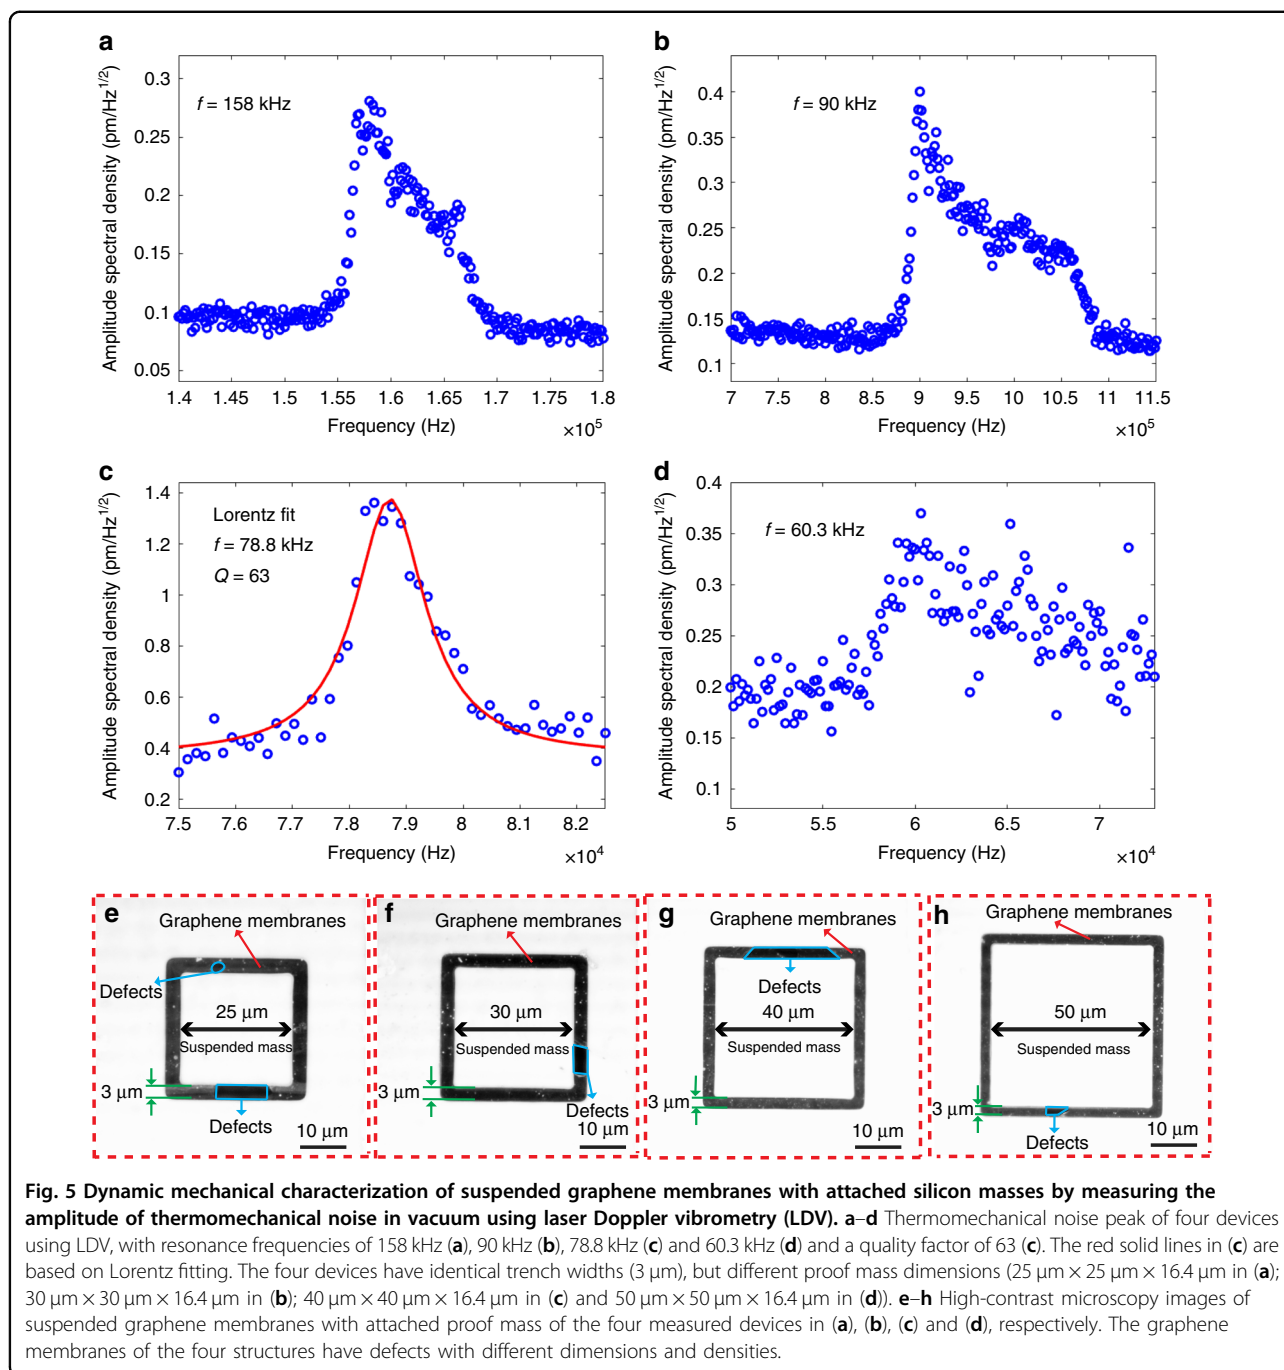 a
Amplitude spectral density (pm/Hz1/2)
0.3
0.25
0.2
0.15
0.1
0.05
f = 158 kHz
1.4 1.45 1.5 1.55 1.6 1.65 1.7 1.75 1.8
Frequency (Hz)
×10⁵
b
Amplitude spectral density (pm/Hz1/2)
0.4
0.35
0.3
0.25
0.2
0.15
0.1
f = 90 kHz
7 7.5 8 8.5 9 9.5 10 10.5 11 11.5
Frequency (Hz)
×10⁵
c
Amplitude spectral density (pm/Hz1/2)
1.4
1.2
1
0.8
0.6
0.4
0.2
Lorentz fit
f = 78.8 kHz
Q = 63
7.5 7.6 7.7 7.8 7.9 8 8.1 8.2
Frequency (Hz)
×10⁴
d
Amplitude spectral density (pm/Hz1/2)
0.4
0.35
0.3
0.25
0.2
0.15
0.1
f = 60.3 kHz
5 5.5 6 6.5 7
Frequency (Hz)
×10⁴
e
Graphene membranes
Defects
25 μm
Suspended mass
3 μm
Defects
10 μm
f
Graphene membranes
30 μm
Suspended mass
3 μm
Defects
10 μm
g
Graphene membranes
Defects
40 μm
Suspended mass
3 μm
10 μm
h
Graphene membranes
50 μm
Suspended mass
3 μm
Defects
10 μm
Fig. 5 Dynamic mechanical characterization of suspended graphene membranes with attached silicon masses by measuring the
amplitude of thermomechanical noise in vacuum using laser Doppler vibrometry (LDV). a–d Thermomechanical noise peak of four devices
using LDV, with resonance frequencies of 158 kHz (a), 90 kHz (b), 78.8 kHz (c) and 60.3 kHz (d) and a quality factor of 63 (c). The red solid lines in (c) are
based on Lorentz fitting. The four devices have identical trench widths (3 μm), but different proof mass dimensions (25 μm × 25 μm × 16.4 μm in (a);
30 μm × 30 μm × 16.4 μm in (b); 40 μm × 40 μm × 16.4 μm in (c) and 50 μm × 50 μm × 16.4 μm in (d)). e–h High-contrast microscopy images of
suspended graphene membranes with attached proof mass of the four measured devices in (a), (b), (c) and (d), respectively. The graphene
membranes of the four structures have defects with different dimensions and densities.